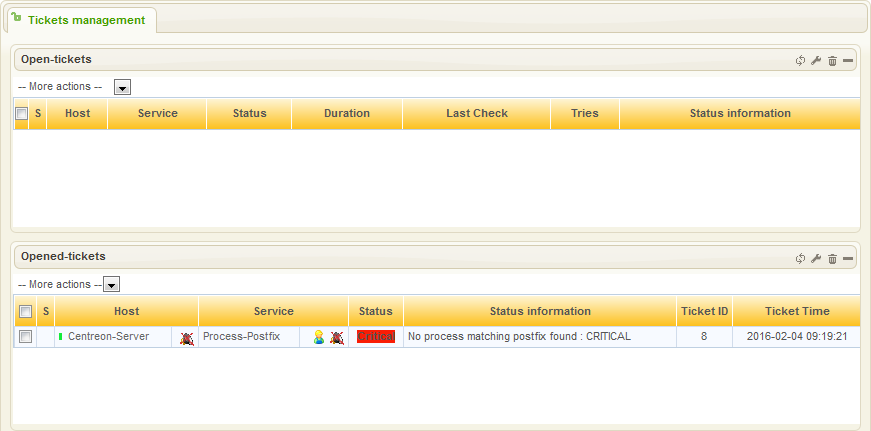 Tickets management
Open-tickets
-- More actions --
S Host Service Status Duration Last Check Tries Status information
Opened-tickets
-- More actions --
S Host Service Status Status information Ticket ID Ticket Time
Centreon-Server Process-Postfix Critical No process matching postfix found : CRITICAL 8 2016-02-04 09:19:21